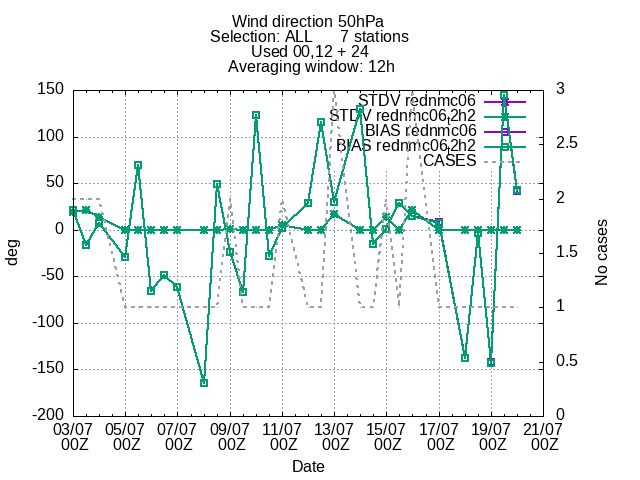 Wind direction 50hPa
Selection: ALL      7 stations
Used 00,12 + 24
Averaging window: 12h
STDV rednmc06
STDV rednmc06,2h2
BIAS rednmc06
BIAS rednmc06,2h2
CASES
150
100
50
0
-50
-100
-150
-200
3
2.5
2
1.5
1
0.5
0
deg
No cases
03/07 05/07 07/07 09/07 11/07 13/07 15/07 17/07 19/07 21/07
00Z 00Z 00Z 00Z 00Z 00Z 00Z 00Z 00Z 00Z
Date